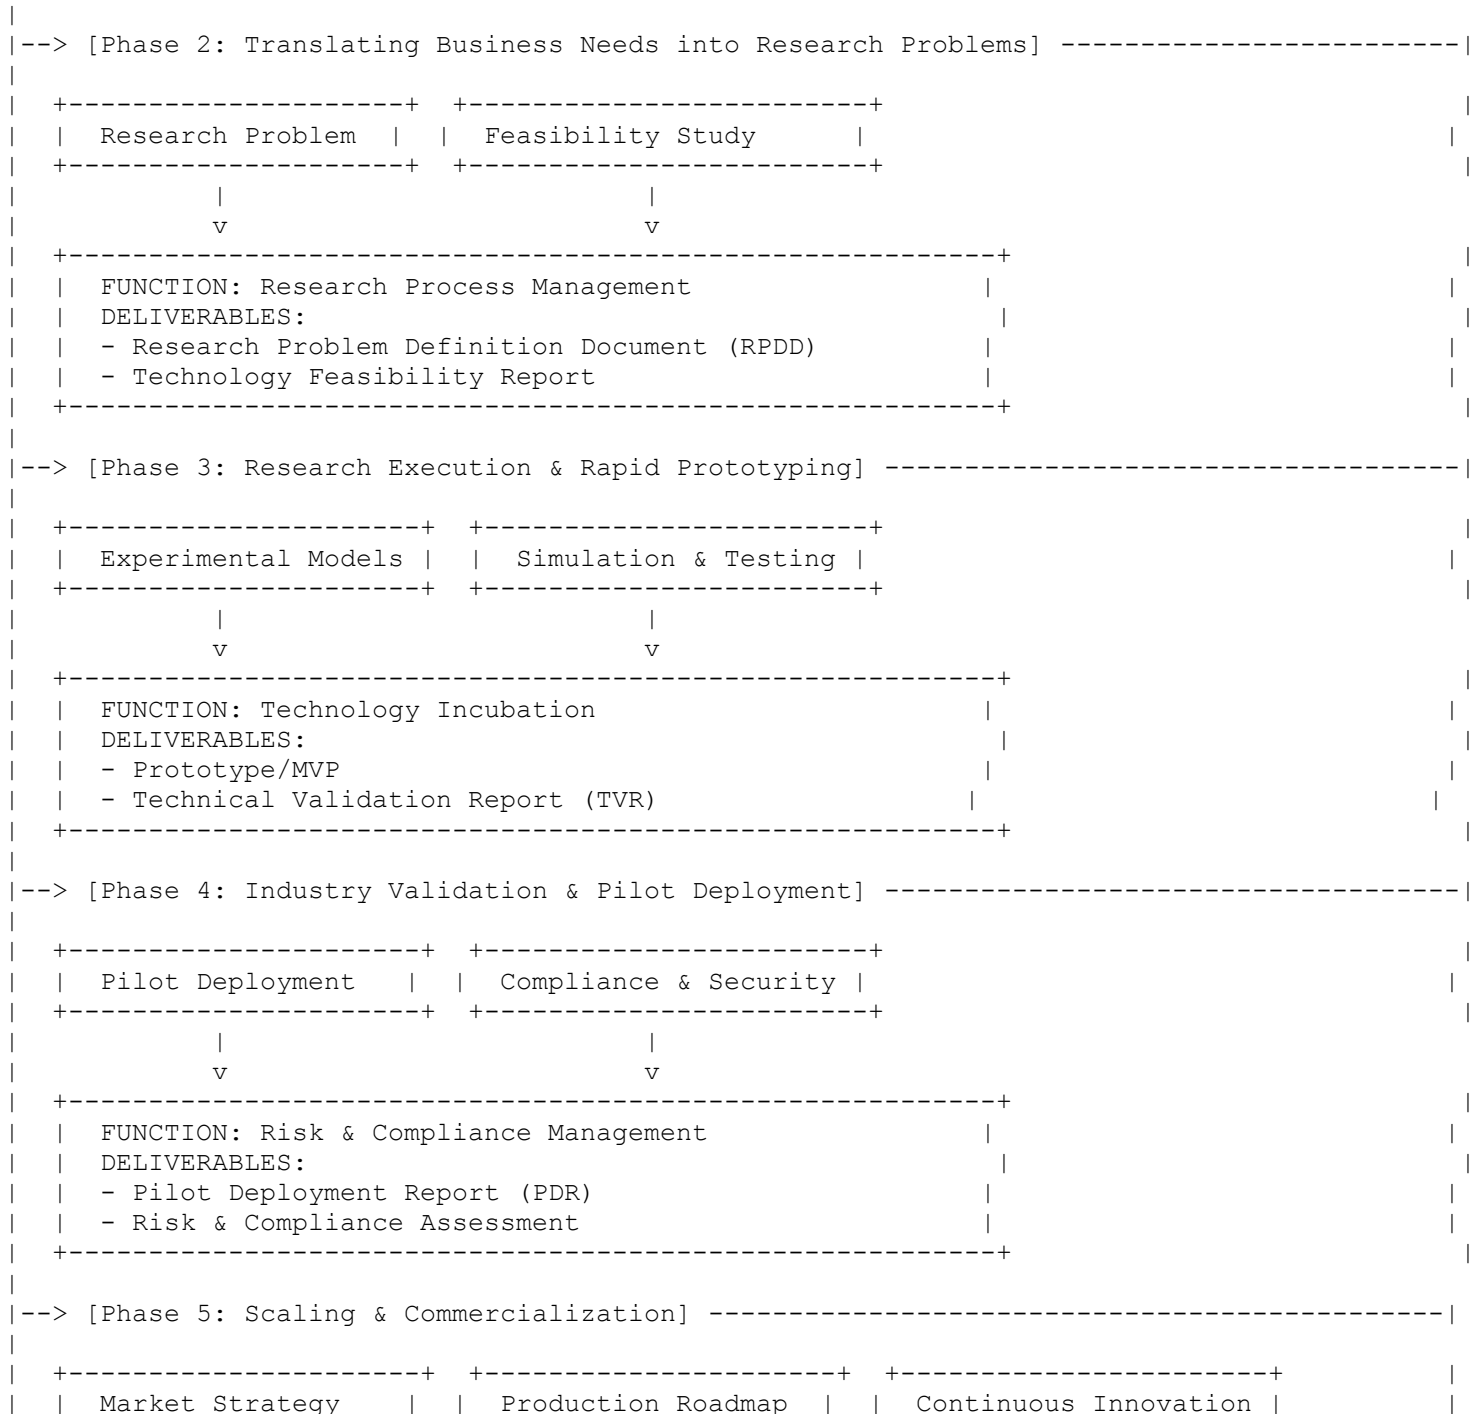 |
|--> [Phase 2: Translating Business Needs into Research Problems] -------------------------|
|
|  +---------------------+  +-------------------------+                                     |
|  |  Research Problem  |  |  Feasibility Study      |                                    |
|  +---------------------+  +-------------------------+                                     |
|            |                          |
|            v                          v
|  +----------------------------------------------------------+                             |
|  |  FUNCTION: Research Process Management                  |                            |
|  |  DELIVERABLES:                                           |                            |
|  |  - Research Problem Definition Document (RPDD)          |                            |
|  |  - Technology Feasibility Report                        |                            |
|  +----------------------------------------------------------+                             |
|
|--> [Phase 3: Research Execution & Rapid Prototyping] ------------------------------------|
|
|  +----------------------+  +------------------------+                                     |
|  |  Experimental Models |  |  Simulation & Testing |                                    |
|  +----------------------+  +------------------------+                                     |
|            |                          |
|            v                          v
|  +----------------------------------------------------------+                             |
|  |  FUNCTION: Technology Incubation                        |                            |
|  |  DELIVERABLES:                                           |                            |
|  |  - Prototype/MVP                                        |                            |
|  |  - Technical Validation Report (TVR)                   |                            |
|  +----------------------------------------------------------+                             |
|
|--> [Phase 4: Industry Validation & Pilot Deployment] ------------------------------------|
|
|  +----------------------+  +------------------------+                                     |
|  |  Pilot Deployment    |  |  Compliance & Security |                                    |
|  +----------------------+  +------------------------+                                     |
|            |                          |
|            v                          v
|  +----------------------------------------------------------+                             |
|  |  FUNCTION: Risk & Compliance Management                 |                            |
|  |  DELIVERABLES:                                           |                            |
|  |  - Pilot Deployment Report (PDR)                        |                            |
|  |  - Risk & Compliance Assessment                         |                            |
|  +----------------------------------------------------------+                             |
|
|--> [Phase 5: Scaling & Commercialization] ----------------------------------------------|
|
|  +----------------------+  +----------------------+  +-----------------------+          |
|  |  Market Strategy    |  |  Production Roadmap  |  |  Continuous Innovation |          |